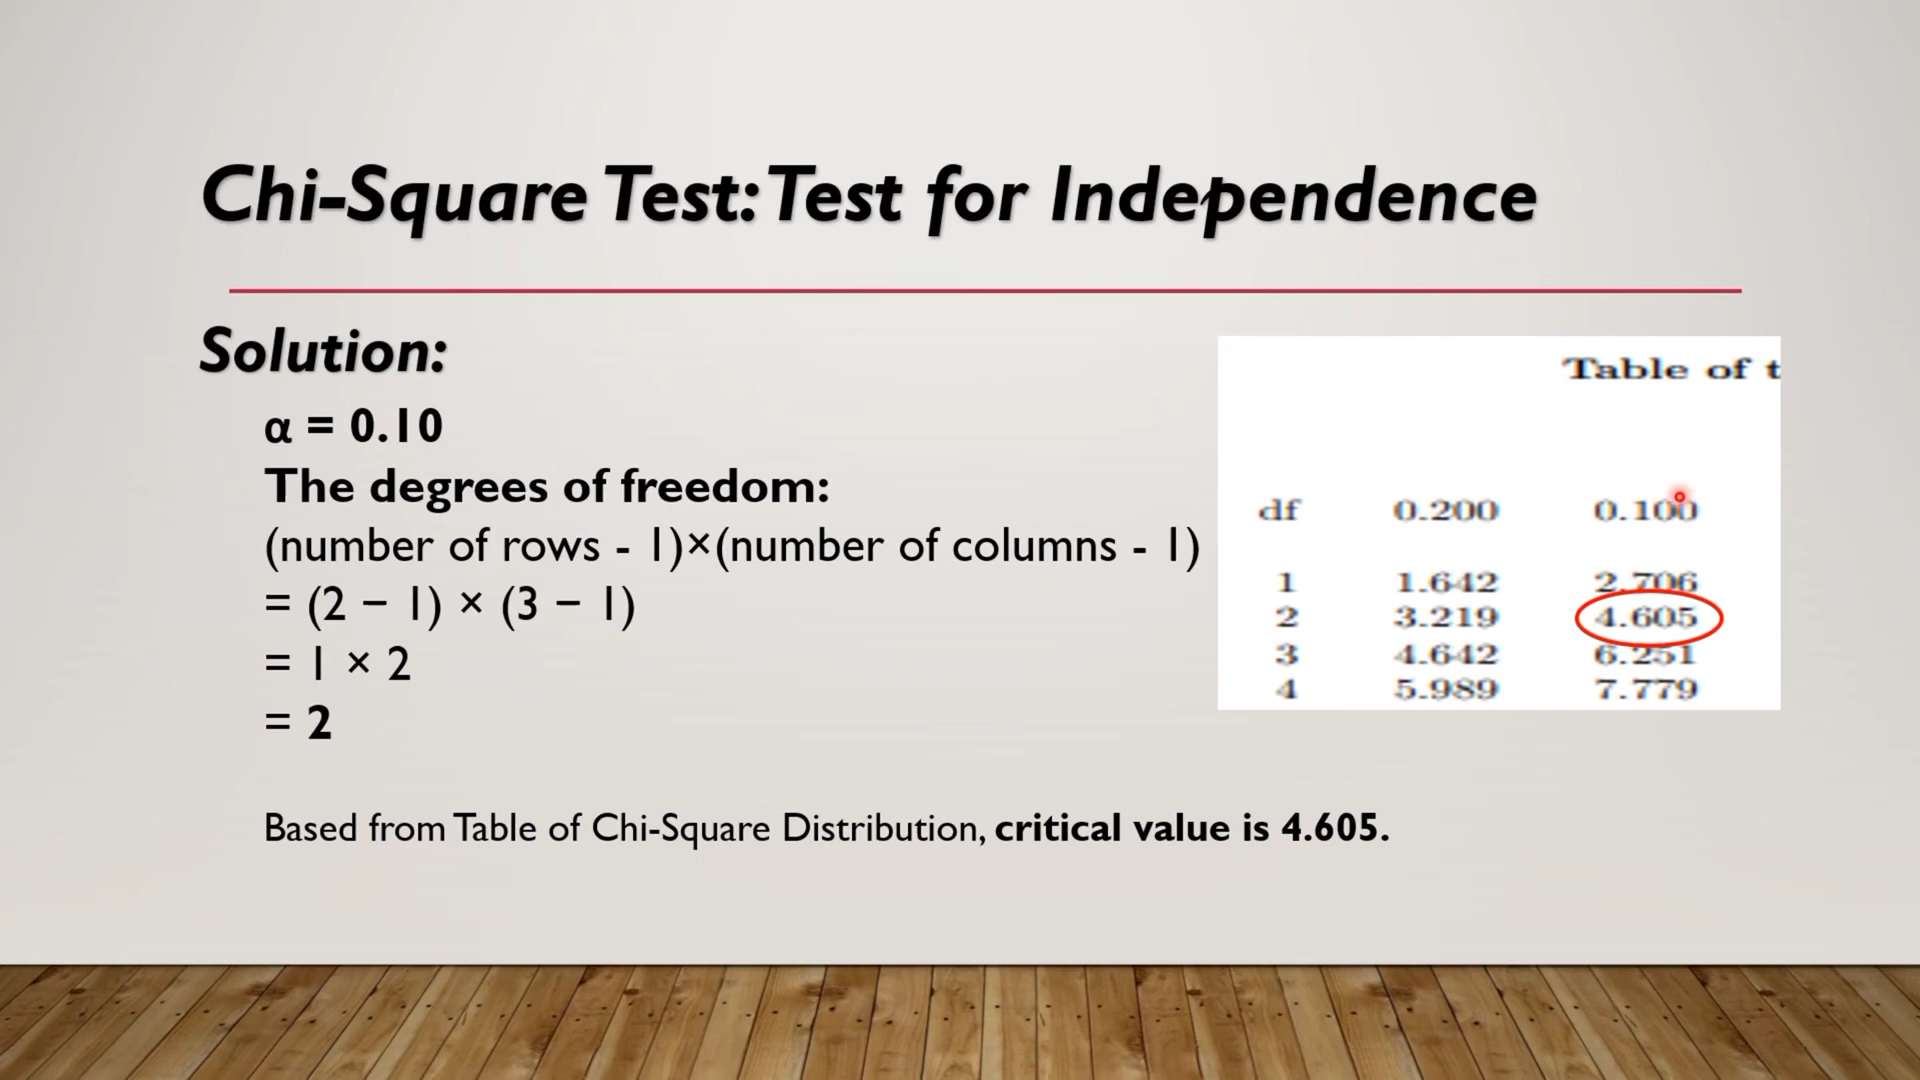 Chi-Square Test: Test for Independence
Solution:
α = 0.10
The degrees of freedom:
(number of rows - 1)×(number of columns - 1)
= (2 − 1) × (3 − 1)
= 1 × 2
= 2
Based from Table of Chi-Square Distribution, critical value is 4.605.
Table of t
df 0.200 0.100
1 1.642 2.706
2 3.219 4.605
3 4.642 6.251
4 5.989 7.779